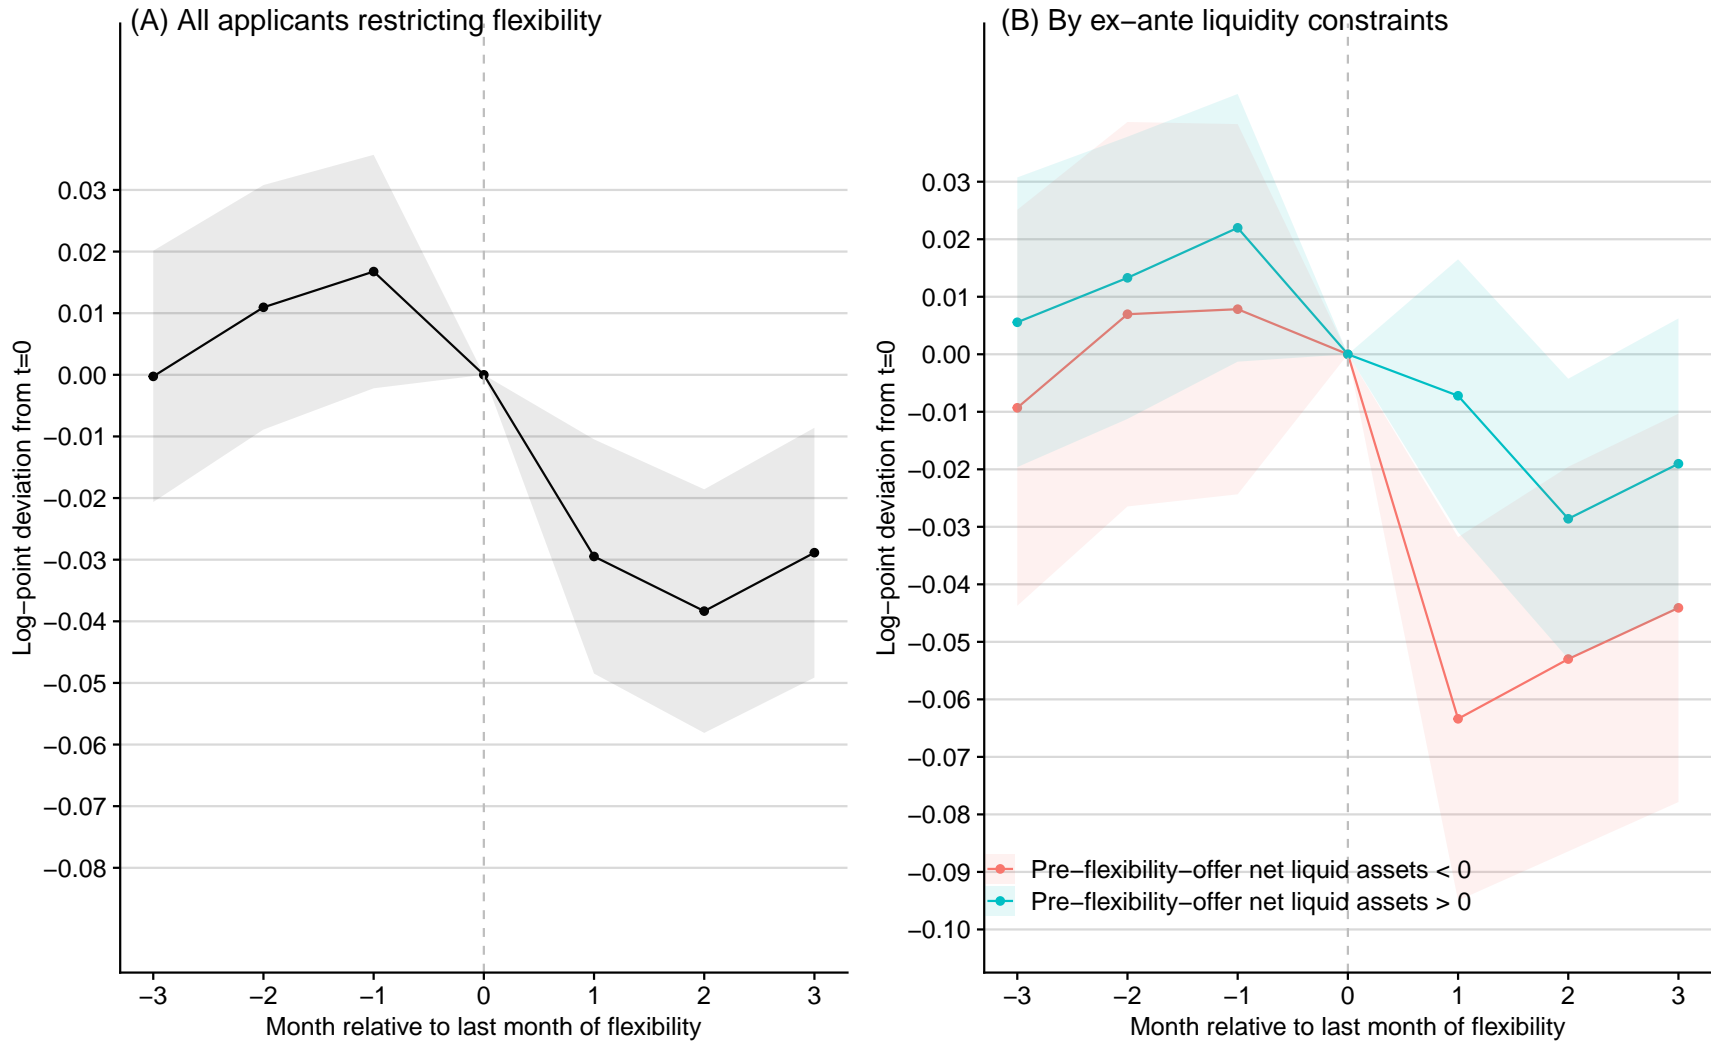 (A) All applicants restricting flexibility
Log−point deviation from t=0
0.03
0.02
0.01
0.00
−0.01
−0.02
−0.03
−0.04
−0.05
−0.06
−0.07
−0.08
−3 −2 −1 0 1 2 3
Month relative to last month of flexibility
(B) By ex−ante liquidity constraints
Log−point deviation from t=0
0.03
0.02
0.01
0.00
−0.01
−0.02
−0.03
−0.04
−0.05
−0.06
−0.07
−0.08
−0.09
−0.10
Pre−flexibility−offer net liquid assets < 0
Pre−flexibility−offer net liquid assets > 0
−3 −2 −1 0 1 2 3
Month relative to last month of flexibility